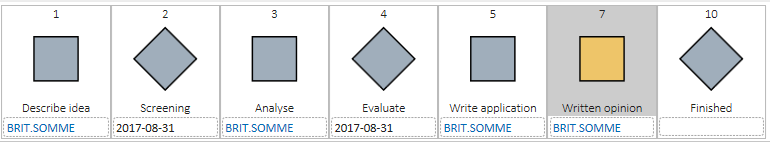 1 2 3 4 5 7 10
Describe idea Screening Analyse Evaluate Write application Written opinion Finished
BRIT.SOMME 2017-08-31 BRIT.SOMME 2017-08-31 BRIT.SOMME BRIT.SOMME